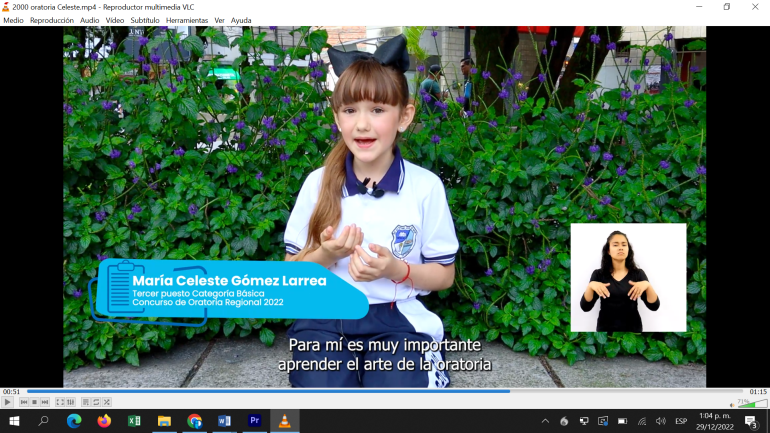 2000 oratoria Celeste.mp4 - Reproductor multimedia VLC
Medio Reproducción Audio Vídeo Subtítulo Herramientas Ver Ayuda
María Celeste Gómez Larrea
Tercer puesto Categoría Básica
Concurso de Oratoria Regional 2022
Para mí es muy importante
aprender el arte de la oratoria
00:51
01:15
71%
ESP
1:04 p. m.
29/12/2022
3